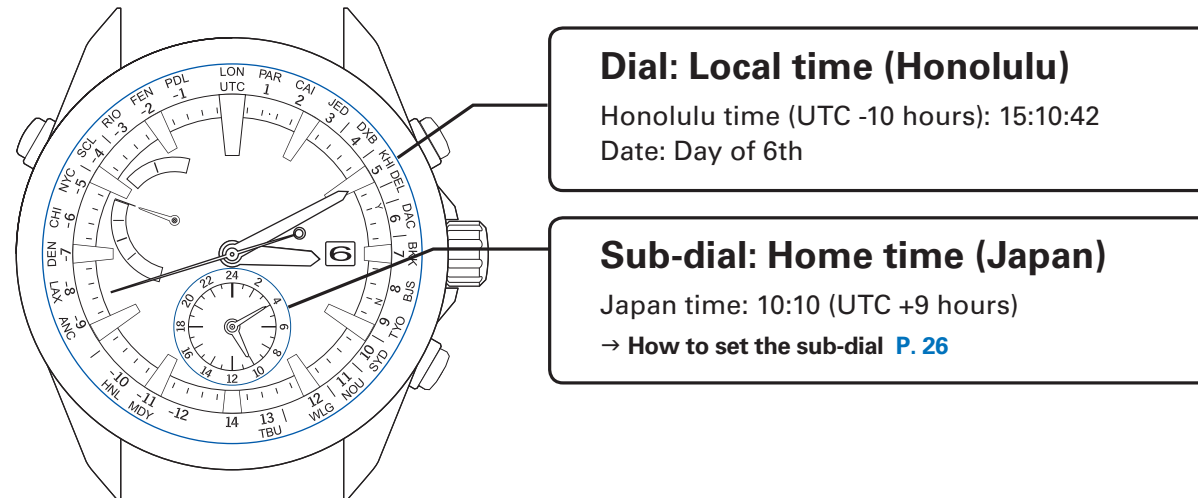 Dial: Local time (Honolulu)
Honolulu time (UTC -10 hours): 15:10:42
Date: Day of 6th
Sub-dial: Home time (Japan)
Japan time: 10:10 (UTC +9 hours)
→ How to set the sub-dial P. 26
LON
UTC
PAR
1
CAI
2
JED
3
DXB
4
KHI
5
DEL
DAC
6
BKK
7
BJS
8
TYO
9
SYD
10
NOU
11
WLG
12
TBU
13
14
-12
MDY
-11
HNL
-10
ANC
-9
LAX
-8
DEN
-7
CHI
-6
NYC
-5
SCL
-4
RIO
-3
FEN
-2
PDL
-1
Y
N
6
24
2
4
6
8
10
12
14
16
18
20
22